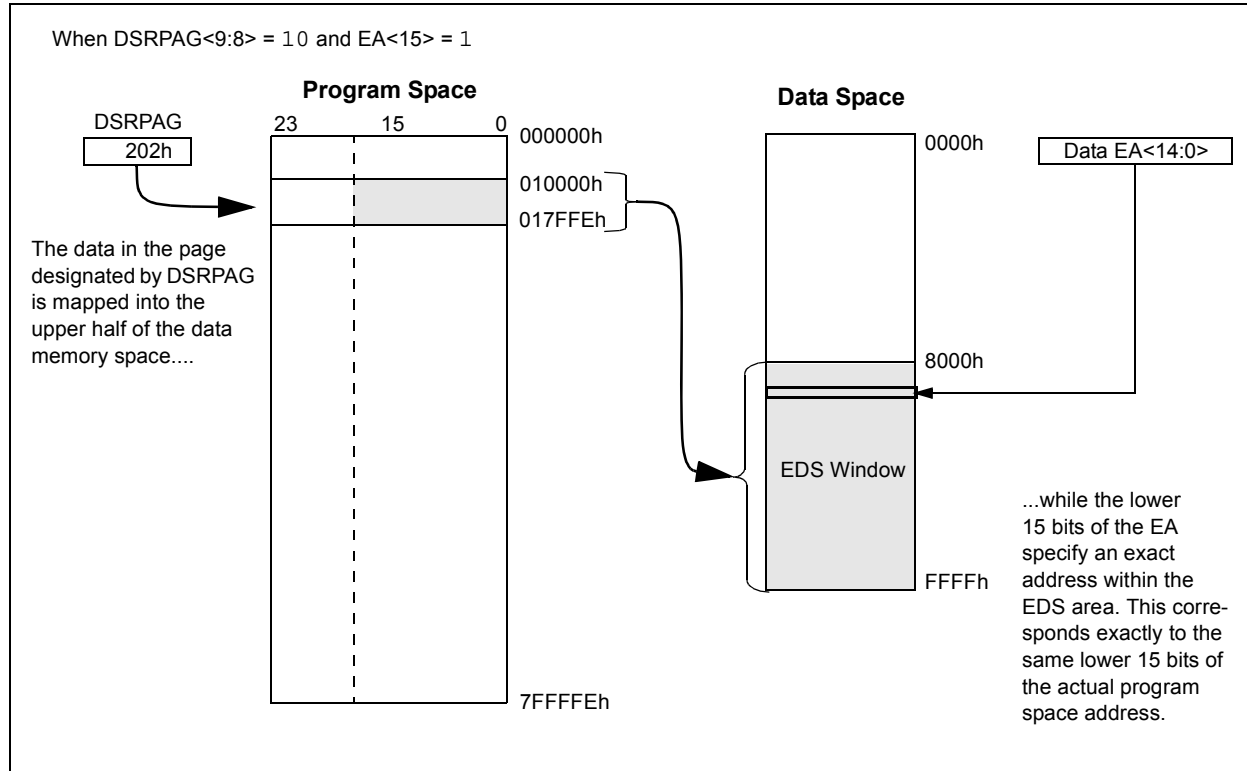 When DSRPAG<9:8> = 10 and EA<15> = 1
Program Space
Data Space
DSRPAG
202h
23 15 0
000000h
010000h
017FFEh
7FFFFEh
The data in the page
designated by DSRPAG
is mapped into the
upper half of the data
memory space....
0000h
8000h
EDS Window
FFFFh
Data EA<14:0>
...while the lower
15 bits of the EA
specify an exact
address within the
EDS area. This corre-
sponds exactly to the
same lower 15 bits of
the actual program
space address.